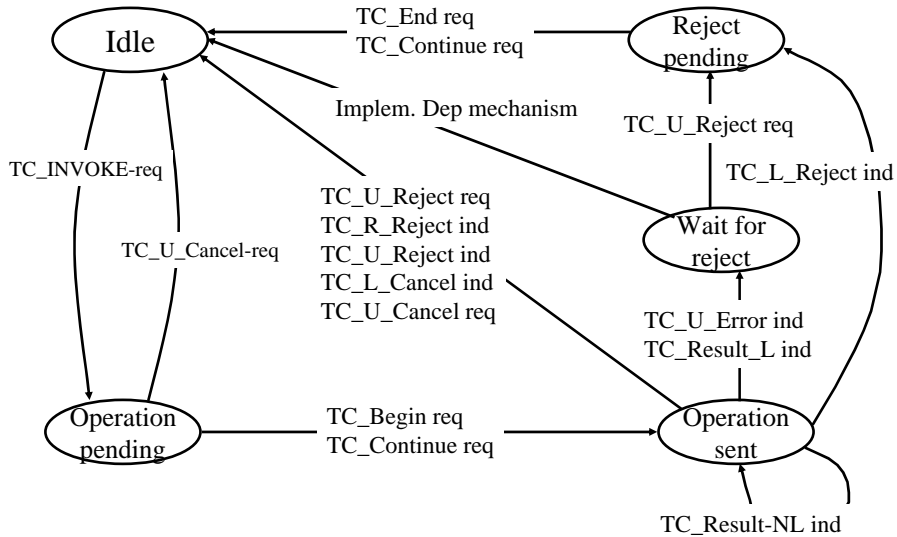 Idle
TC_End req
TC_Continue req
Reject
pending
Implem. Dep mechanism
TC_U_Reject req
TC_INVOKE-req
TC_L_Reject ind
TC_U_Reject req
TC_R_Reject ind
TC_U_Reject ind
TC_L_Cancel ind
TC_U_Cancel req
Wait for
reject
TC_U_Cancel-req
TC_U_Error ind
TC_Result_L ind
Operation
pending
TC_Begin req
TC_Continue req
Operation
sent
TC_Result-NL ind